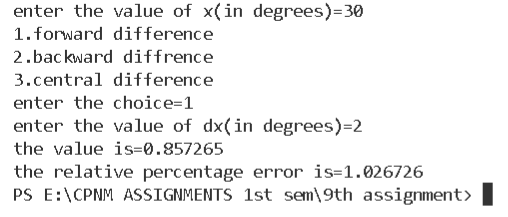 enter the value of x(in degrees)=30
1.forward difference
2.backward diffrence
3.central difference
enter the choice=1
enter the value of dx(in degrees)=2
the value is=0.857265
the relative percentage error is=1.026726
PS E:\CPNM ASSIGNMENTS 1st sem\9th assignment>